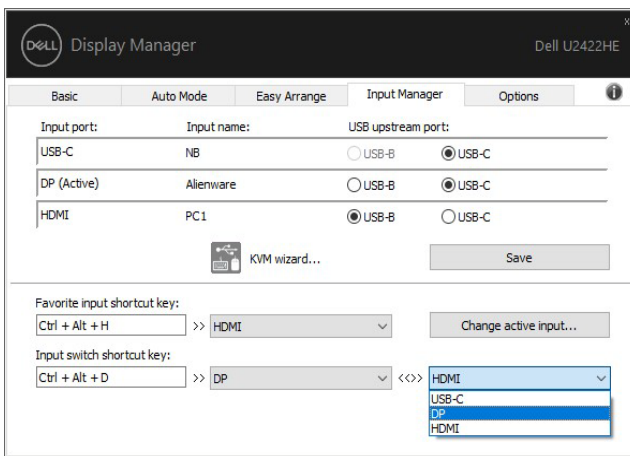 x
DELL Display Manager Dell U2422HE
Basic Auto Mode Easy Arrange Input Manager Options
Input port: Input name: USB upstream port:
USB-C NB USB-B USB-C
DP (Active) Alienware USB-B USB-C
HDMI PC1 USB-B USB-C
KVM wizard... Save
Favorite input shortcut key:
Ctrl + Alt + H >> HDMI Change active input...
Input switch shortcut key:
Ctrl + Alt + D >> DP <<>> HDMI
USB-C
DP
HDMI